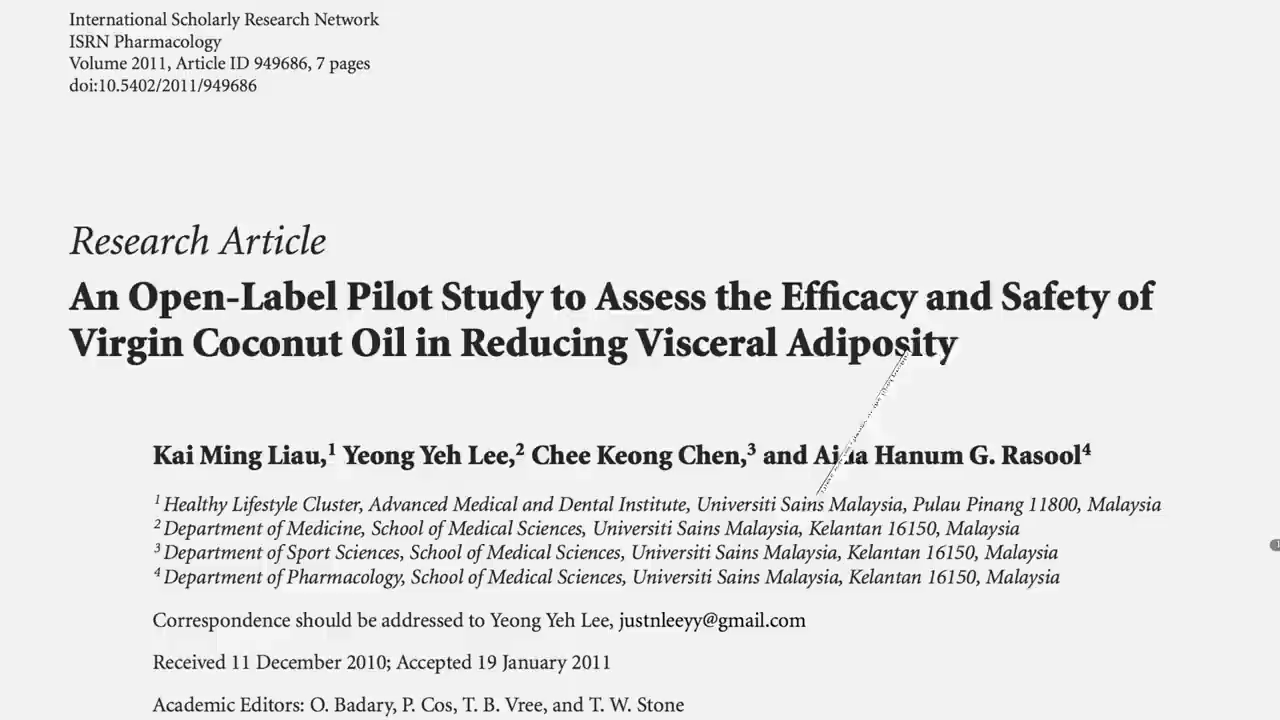 International Scholarly Research Network
ISRN Pharmacology
Volume 2011, Article ID 949686, 7 pages
doi:10.5402/2011/949686
Research Article
An Open-Label Pilot Study to Assess the Efficacy and Safety of
Virgin Coconut Oil in Reducing Visceral Adiposity
Kai Ming Liau,¹ Yeong Yeh Lee,² Chee Keong Chen,³ and Hanum G. Rasool⁴
¹ Healthy Lifestyle Cluster, Advanced Medical and Dental Institute, Universiti Sains Malaysia, Pulau Pinang 11800, Malaysia
² Department of Medicine, School of Medical Sciences, Universiti Sains Malaysia, Kelantan 16150, Malaysia
³ Department of Sport Sciences, School of Medical Sciences, Universiti Sains Malaysia, Kelantan 16150, Malaysia
⁴ Department of Pharmacology, School of Medical Sciences, Universiti Sains Malaysia, Kelantan 16150, Malaysia
Correspondence should be addressed to Yeong Yeh Lee, justnleeyy@gmail.com
Received 11 December 2010; Accepted 19 January 2011
Academic Editors: O. Badary, P. Cos, T. B. Vree, and T. W. Stone